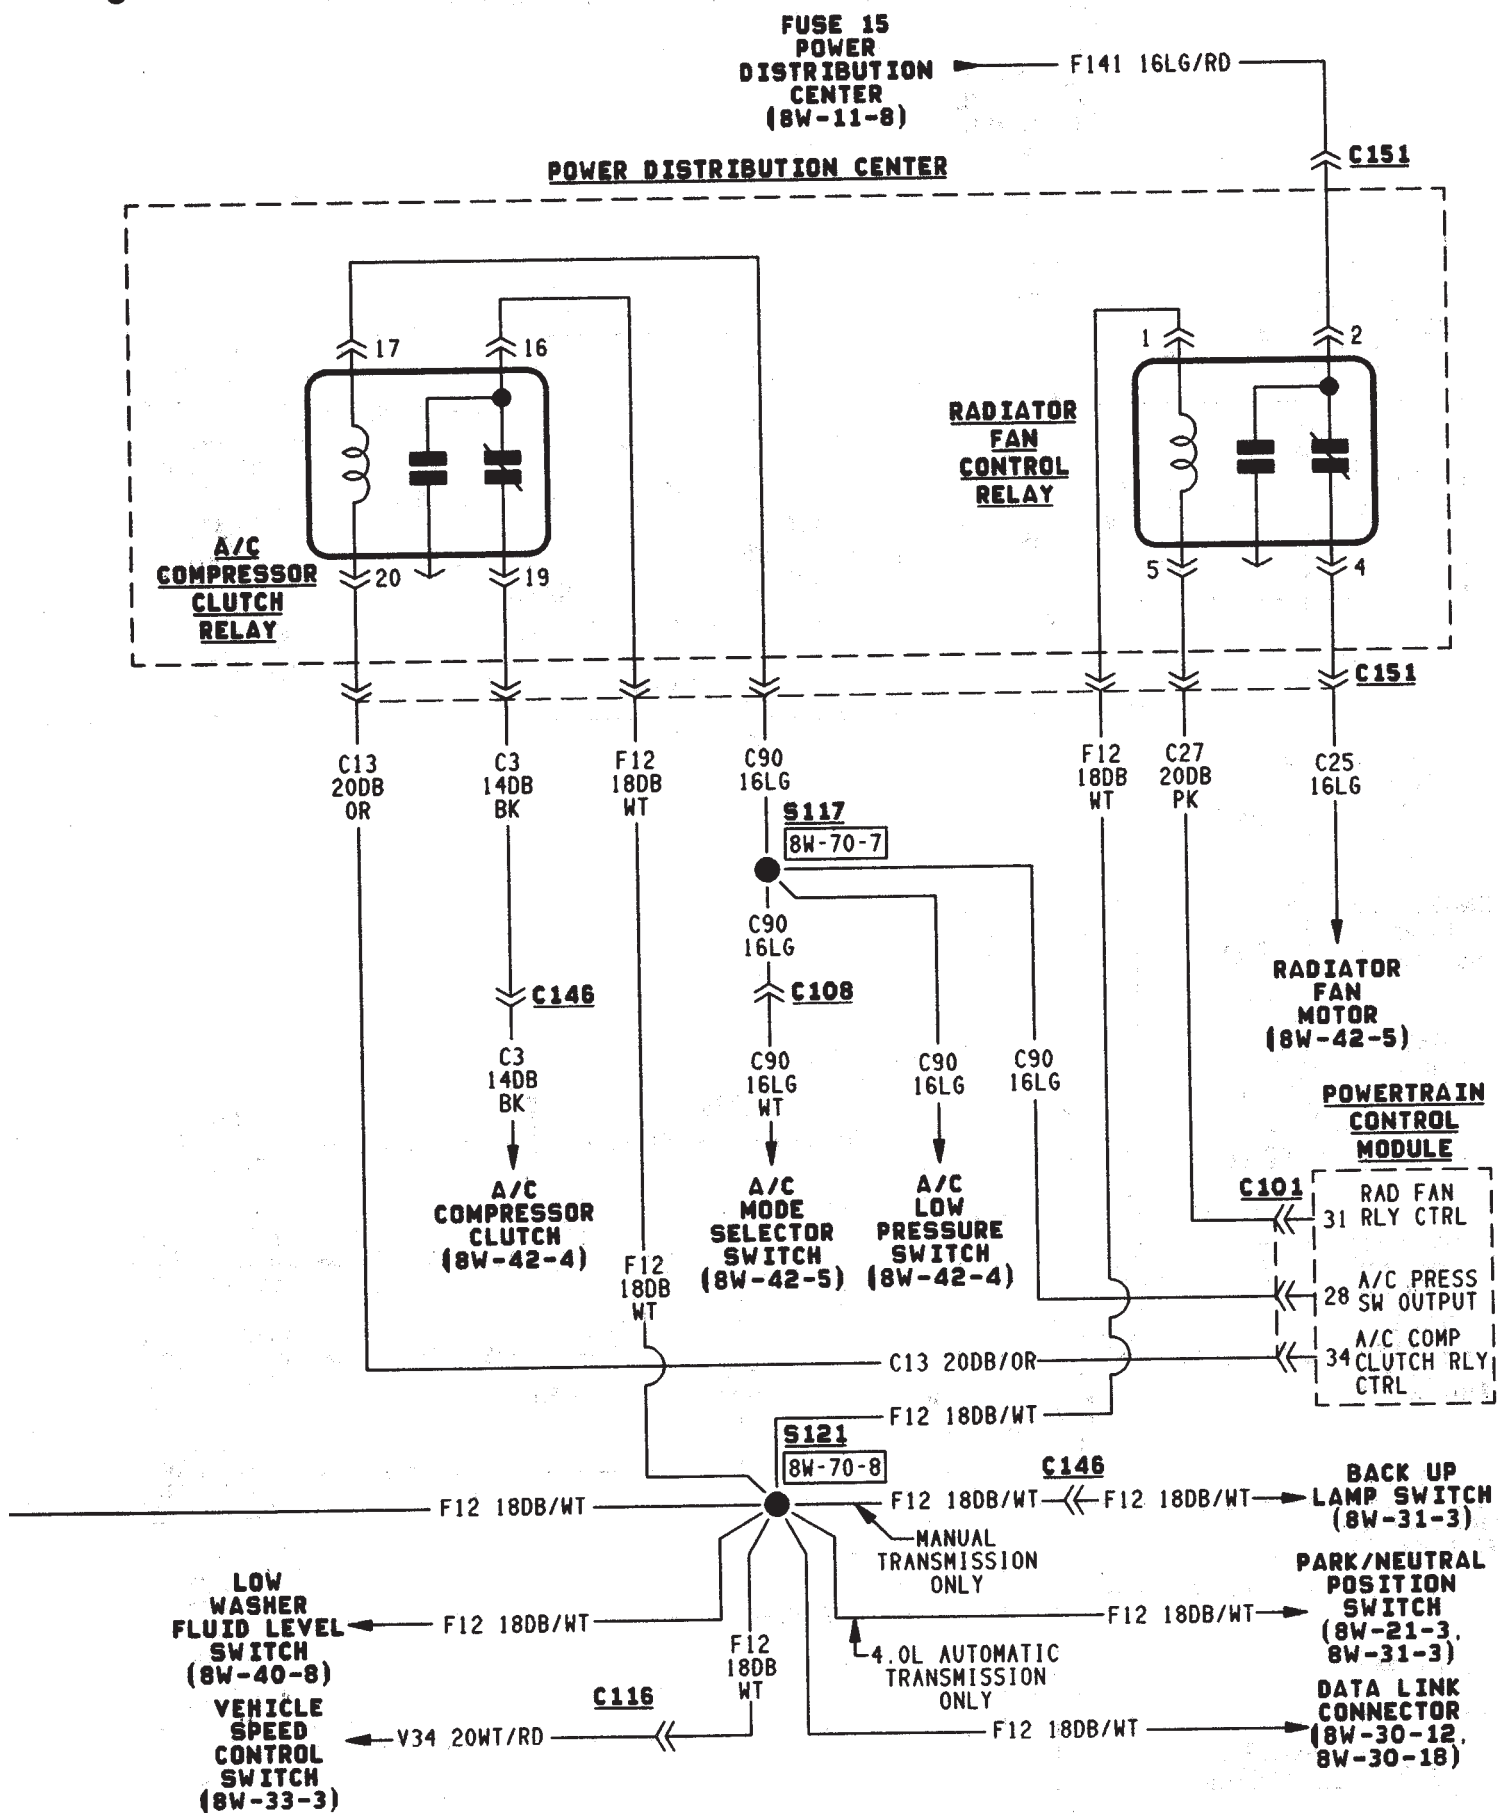 FUSE 15
POWER
DISTRIBUTION
CENTER
(8W-11-8)
F141 16LG/RD
C151
POWER DISTRIBUTION CENTER
17
16
1
2
RADIATOR
FAN
CONTROL
RELAY
A/C
COMPRESSOR
CLUTCH
RELAY
20
19
5
4
C151
C13
20DB
OR
C3
14DB
BK
F12
18DB
WT
C90
16LG
F12
18DB
WT
C27
20DB
PK
C25
16LG
S117
8W-70-7
C90
16LG
C146
C108
RADIATOR
FAN
MOTOR
(8W-42-5)
C3
14DB
BK
C90
16LG
WT
C90
16LG
C90
16LG
POWERTRAIN
CONTROL
MODULE
A/C
COMPRESSOR
CLUTCH
(8W-42-4)
A/C
MODE
SELECTOR
SWITCH
(8W-42-5)
A/C
LOW
PRESSURE
SWITCH
(8W-42-4)
C101
31 RAD FAN
RLY CTRL
F12
18DB
WT
28 A/C PRESS
SW OUTPUT
C13 20DB/OR
34 A/C COMP
CLUTCH RLY
CTRL
F12 18DB/WT
S121
8W-70-8
C146
F12 18DB/WT
F12 18DB/WT
F12 18DB/WT
BACK UP
LAMP SWITCH
(8W-31-3)
MANUAL
TRANSMISSION
ONLY
LOW
WASHER
FLUID LEVEL
SWITCH
(8W-40-8)
F12 18DB/WT
F12
18DB
WT
F12 18DB/WT
PARK/NEUTRAL
POSITION
SWITCH
(8W-21-3,
8W-31-3)
4.0L AUTOMATIC
TRANSMISSION
ONLY
VEHICLE
SPEED
CONTROL
SWITCH
(8W-33-3)
C116
V34 20WT/RD
F12 18DB/WT
DATA LINK
CONNECTOR
(8W-30-12,
8W-30-18)